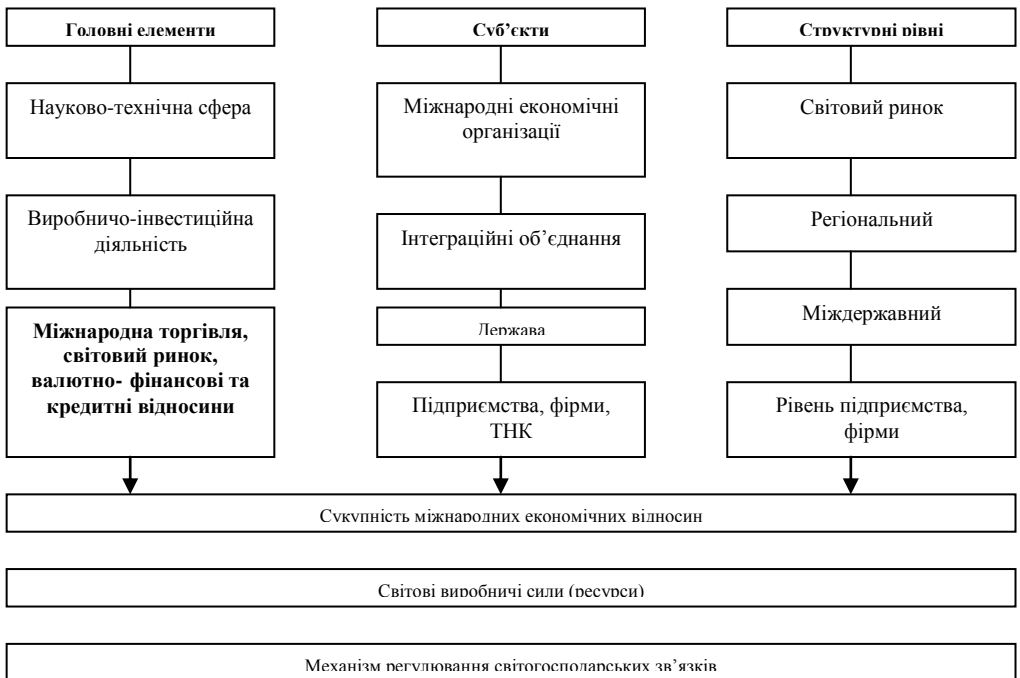 Головні елементи
Суб’єкти
Структурні рівні
Науково-технічна сфера
Міжнародні економічні
організації
Світовий ринок
Виробничо-інвестиційна
діяльність
Інтеграційні об’єднання
Регіональний
Міжнародна торгівля,
світовий ринок,
валютно- фінансові та
кредитні відносини
Держава
Міждержавний
Підприємства, фірми,
ТНК
Рівень підприємства,
фірми
Сукупність міжнародних економічних відносин
Світові виробничі сили (ресурси)
Механізм регулювання світогосподарських зв’язків